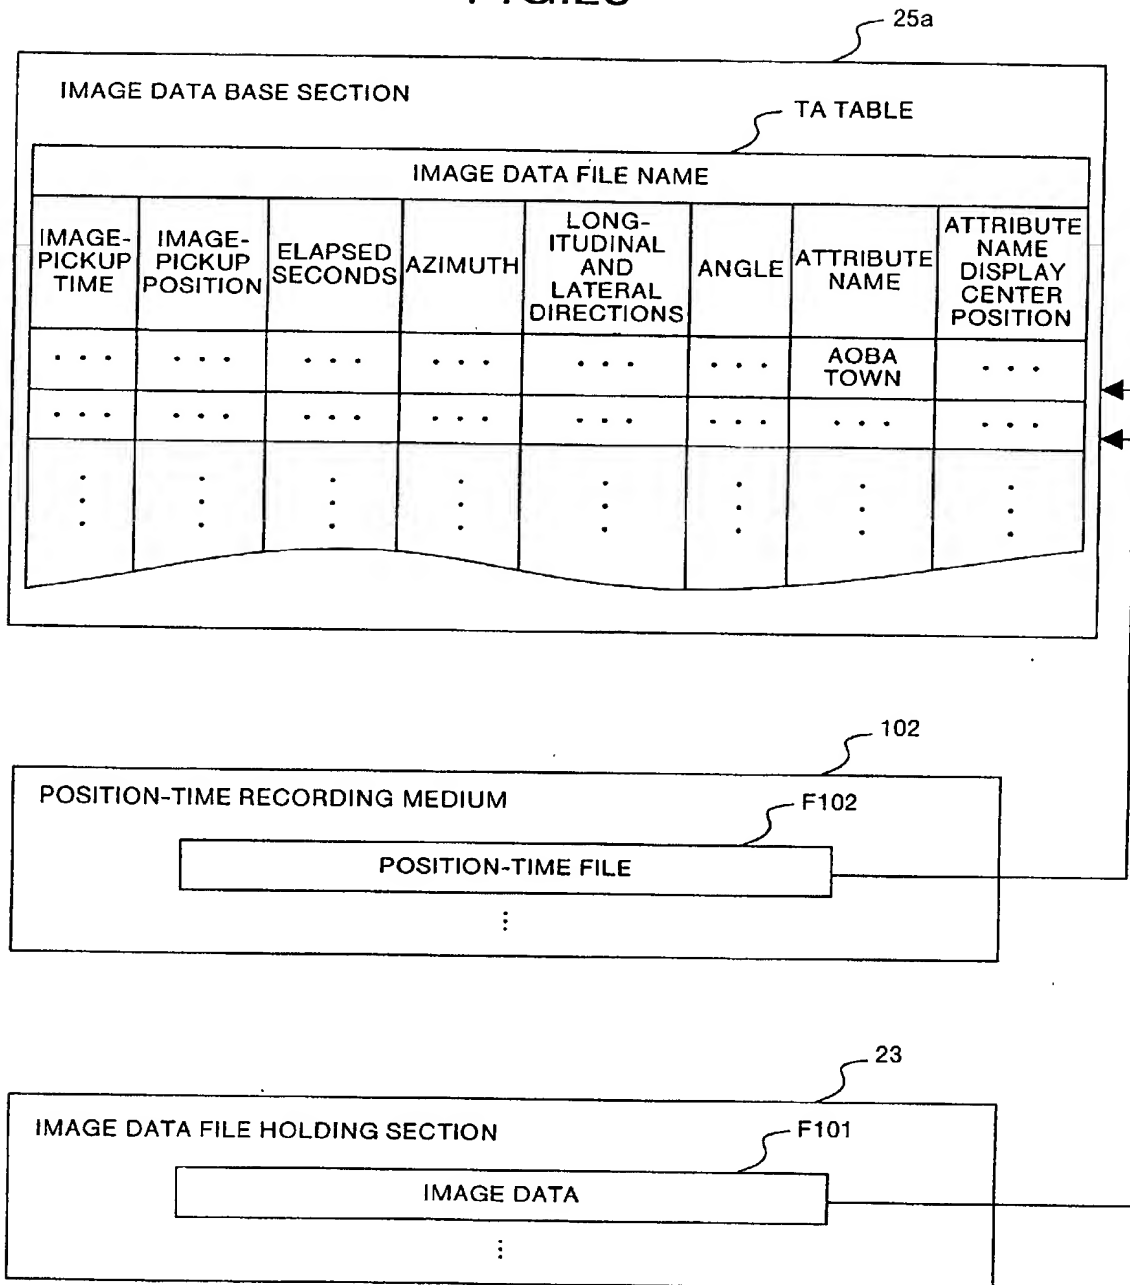 25a
IMAGE DATA BASE SECTION
TA TABLE
IMAGE DATA FILE NAME
IMAGE-
PICKUP
TIME
IMAGE-
PICKUP
POSITION
ELAPSED
SECONDS
AZIMUTH
LONG-
ITUDINAL
AND
LATERAL
DIRECTIONS
ANGLE
ATTRIBUTE
NAME
ATTRIBUTE
NAME
DISPLAY
CENTER
POSITION
• • •
• • •
• • •
• • •
• • •
• • •
AOBA
TOWN
• • •
• • •
• • •
• • •
• • •
• • •
• • •
• • •
• • •
102
POSITION-TIME RECORDING MEDIUM
F102
POSITION-TIME FILE
23
IMAGE DATA FILE HOLDING SECTION
F101
IMAGE DATA